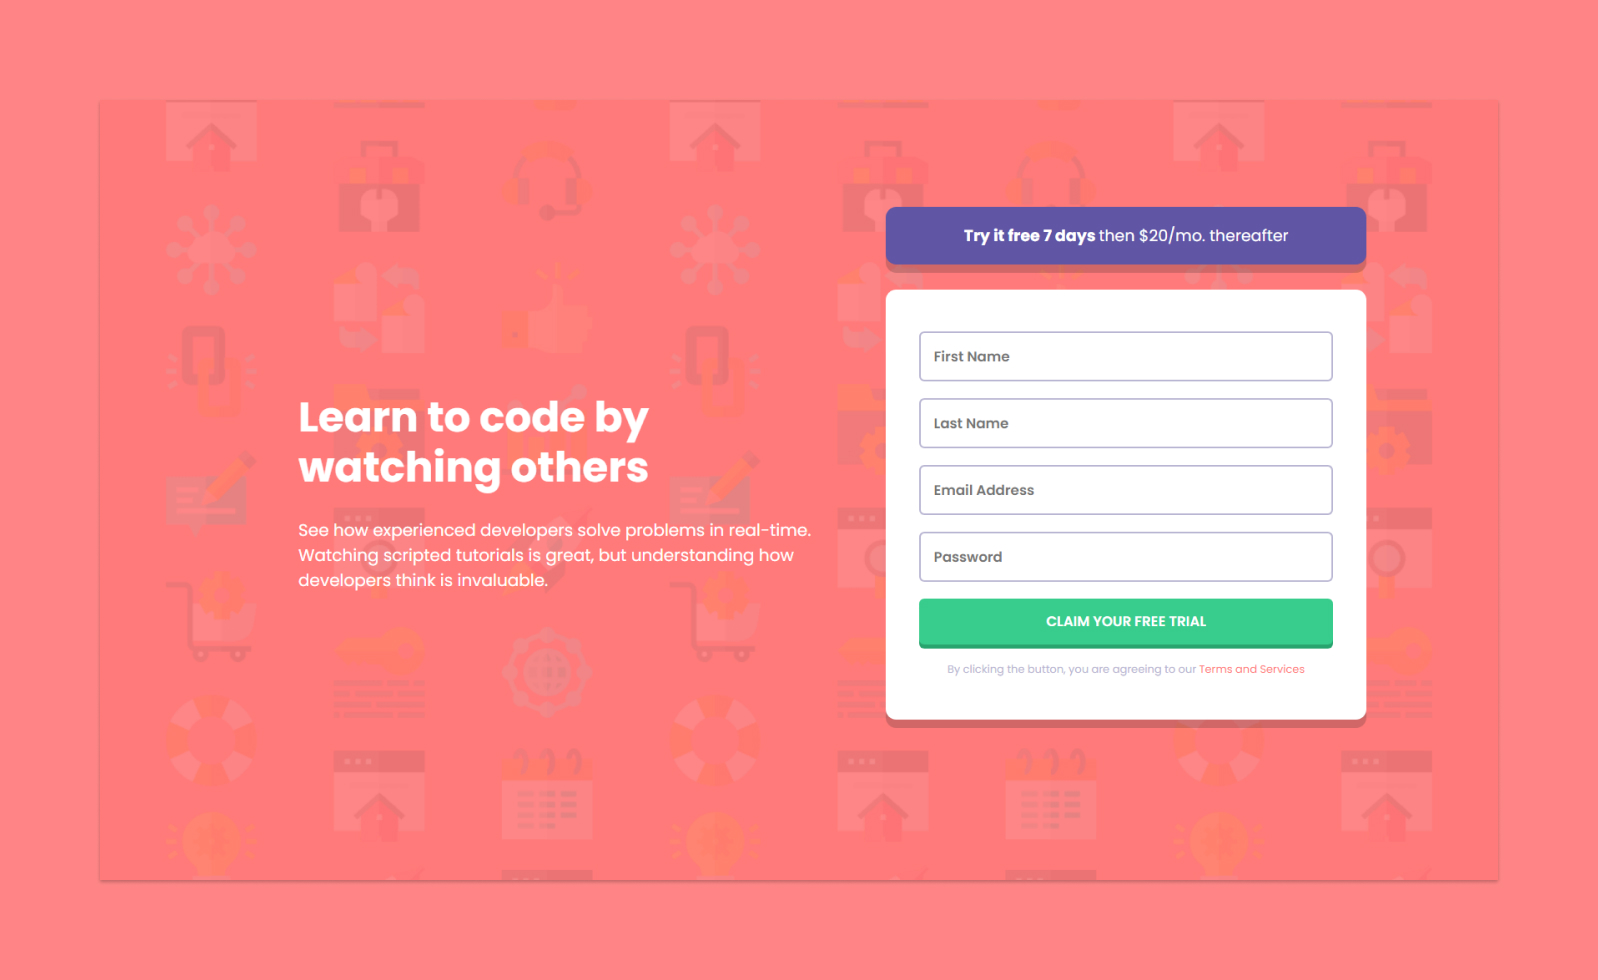 Learn to code by
watching others
See how experienced developers solve problems in real-time.
Watching scripted tutorials is great, but understanding how
developers think is invaluable.
Try it free 7 days then $20/mo. thereafter
First Name
Last Name
Email Address
Password
CLAIM YOUR FREE TRIAL
By clicking the button, you are agreeing to our Terms and Services